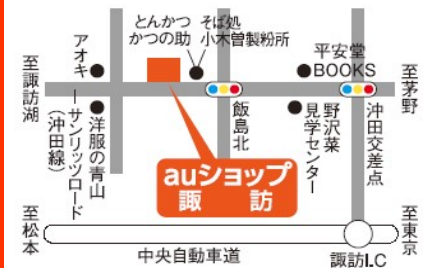 とんかつ
かつの助
そば処
小木曽製粉所
アオキ
平安堂
BOOKS
至諏訪湖
至茅野
洋服の青山
サンリッツロード
(沖田線)
飯島北
野沢菜
見学センター
沖田交差点
auショップ
諏訪
至松本
至東京
中央自動車道
諏訪I.C